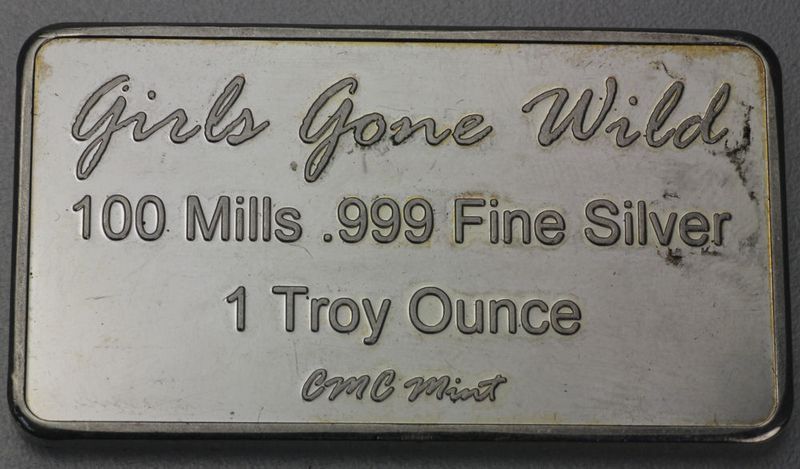 Girls Gone Wild
100 Mills .999 Fine Silver
1 Troy Ounce
CMC Mint